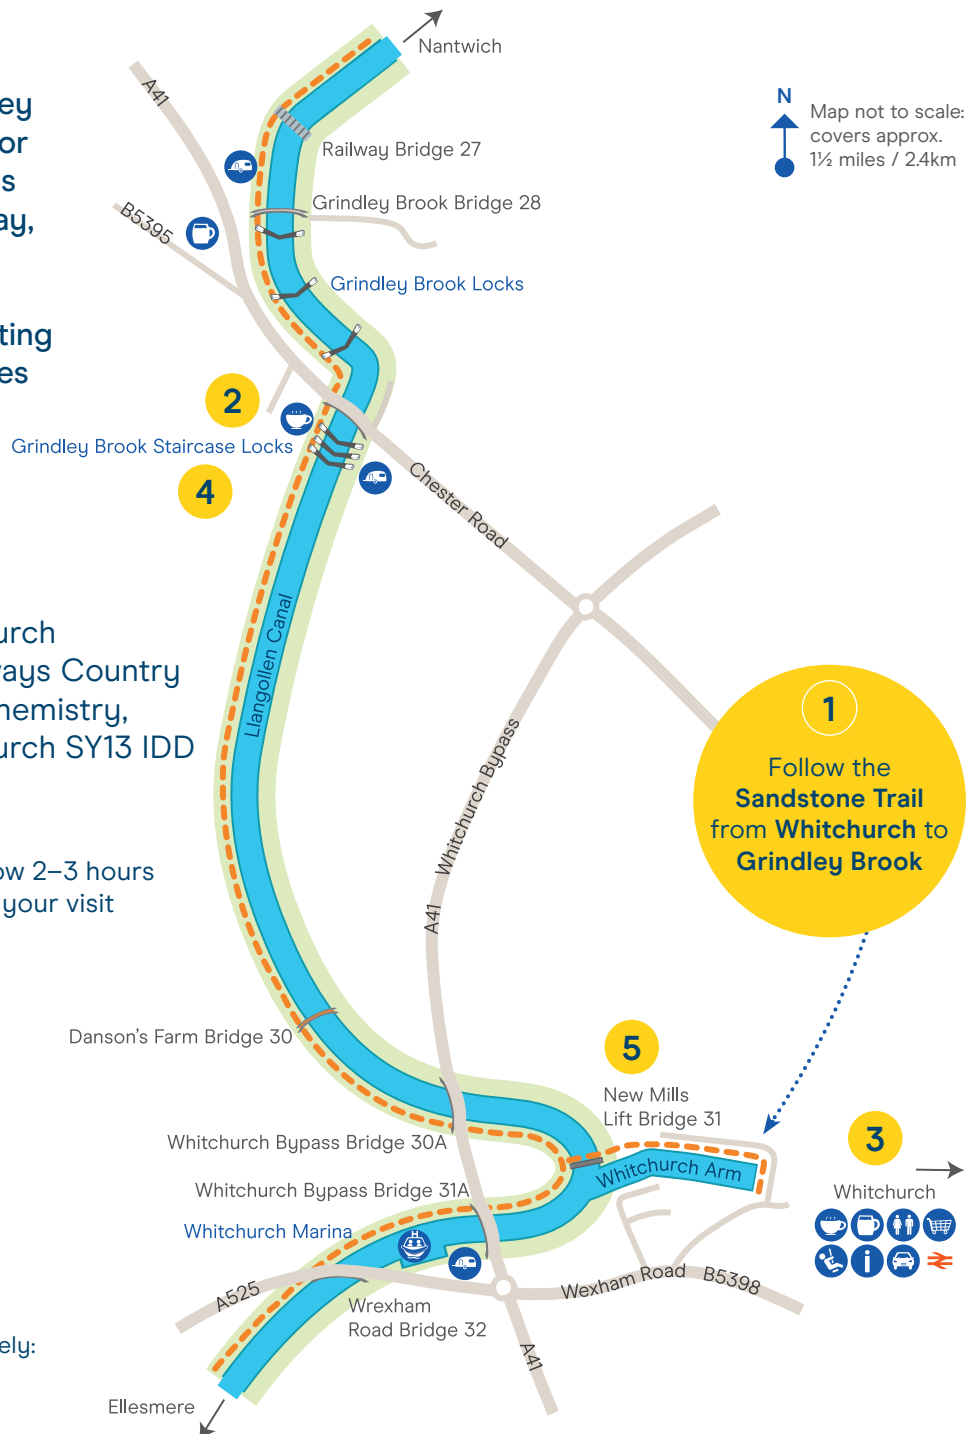 Nantwich
A41
N
Map not to scale:
covers approx.
1½ miles / 2.4km
ey
or
s
ay,
Railway Bridge 27
Grindley Brook Bridge 28
B5395
Grindley Brook Locks
ting
es
2
Grindley Brook Staircase Locks
4
Chester Road
Llangollen Canal
urch
ways Country
hemistry,
urch SY13 IDD
1
Follow the
Sandstone Trail
from Whitchurch to
Grindley Brook
Whitchurch Bypass
A41
ow 2–3 hours
your visit
Danson's Farm Bridge 30
5
New Mills
Lift Bridge 31
Whitchurch Bypass Bridge 30A
3
Whitchurch Arm
Whitchurch Bypass Bridge 31A
Whitchurch
Whitchurch Marina
i
A525
Wexham Road
B5398
Wrexham
Road Bridge 32
A41
ely:
Ellesmere